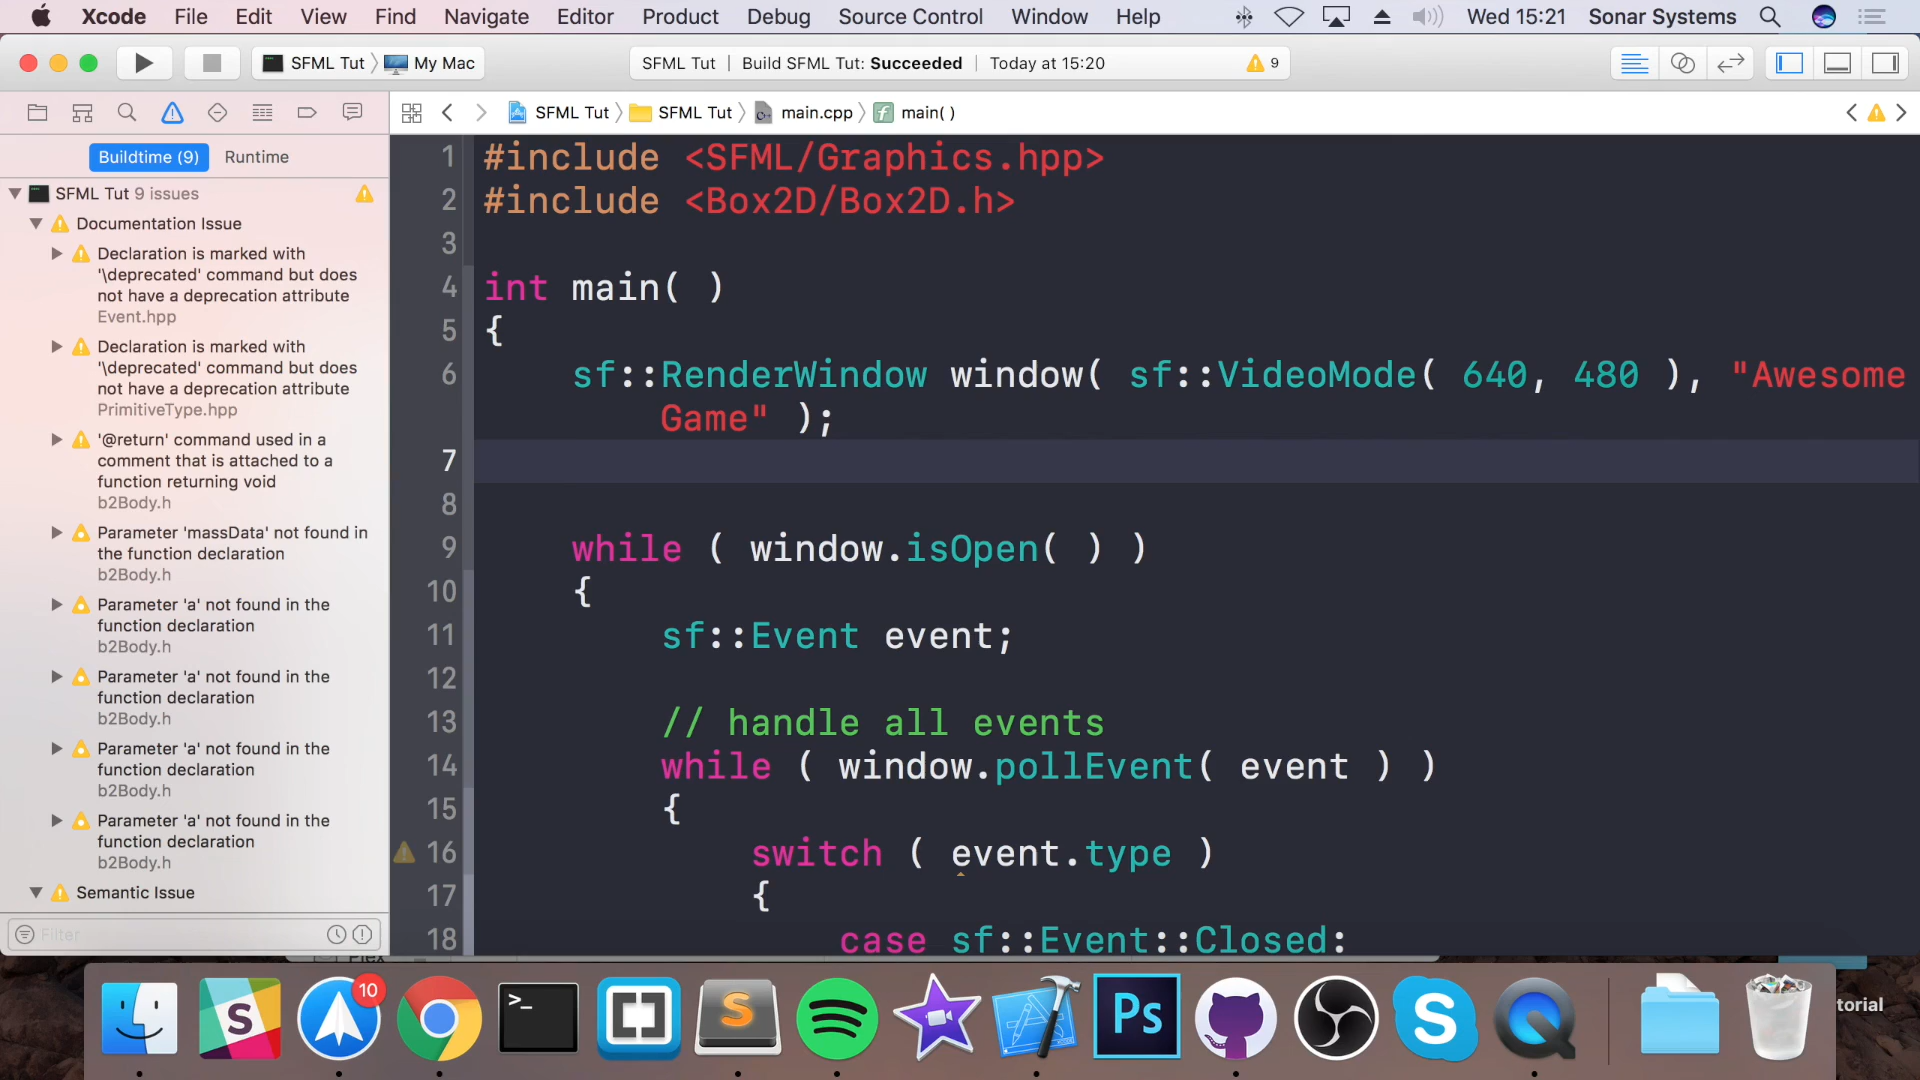 Xcode File Edit View Find Navigate Editor Product Debug Source Control Window Help Wed 15:21 Sonar Systems
SFML Tut My Mac SFML Tut | Build SFML Tut: Succeeded | Today at 15:20 9
SFML Tut SFML Tut main.cpp main( )
Buildtime (9) Runtime
SFML Tut 9 issues
Documentation Issue
Declaration is marked with
'\deprecated' command but does
not have a deprecation attribute
Event.hpp
Declaration is marked with
'\deprecated' command but does
not have a deprecation attribute
PrimitiveType.hpp
'@return' command used in a
comment that is attached to a
function returning void
b2Body.h
Parameter 'massData' not found in
the function declaration
b2Body.h
Parameter 'a' not found in the
function declaration
b2Body.h
Parameter 'a' not found in the
function declaration
b2Body.h
Parameter 'a' not found in the
function declaration
b2Body.h
Parameter 'a' not found in the
function declaration
b2Body.h
Semantic Issue
Filter
1 #include <SFML/Graphics.hpp>
2 #include <Box2D/Box2D.h>
3
4 int main( )
5 {
6 sf::RenderWindow window( sf::VideoMode( 640, 480 ), "Awesome
Game" );
7
8
9 while ( window.isOpen( ) )
10 {
11 sf::Event event;
12
13 // handle all events
14 while ( window.pollEvent( event ) )
15 {
16 switch ( event.type )
17 {
18 case sf::Event::Closed:
10
S
>_
S
Ps
S
torial